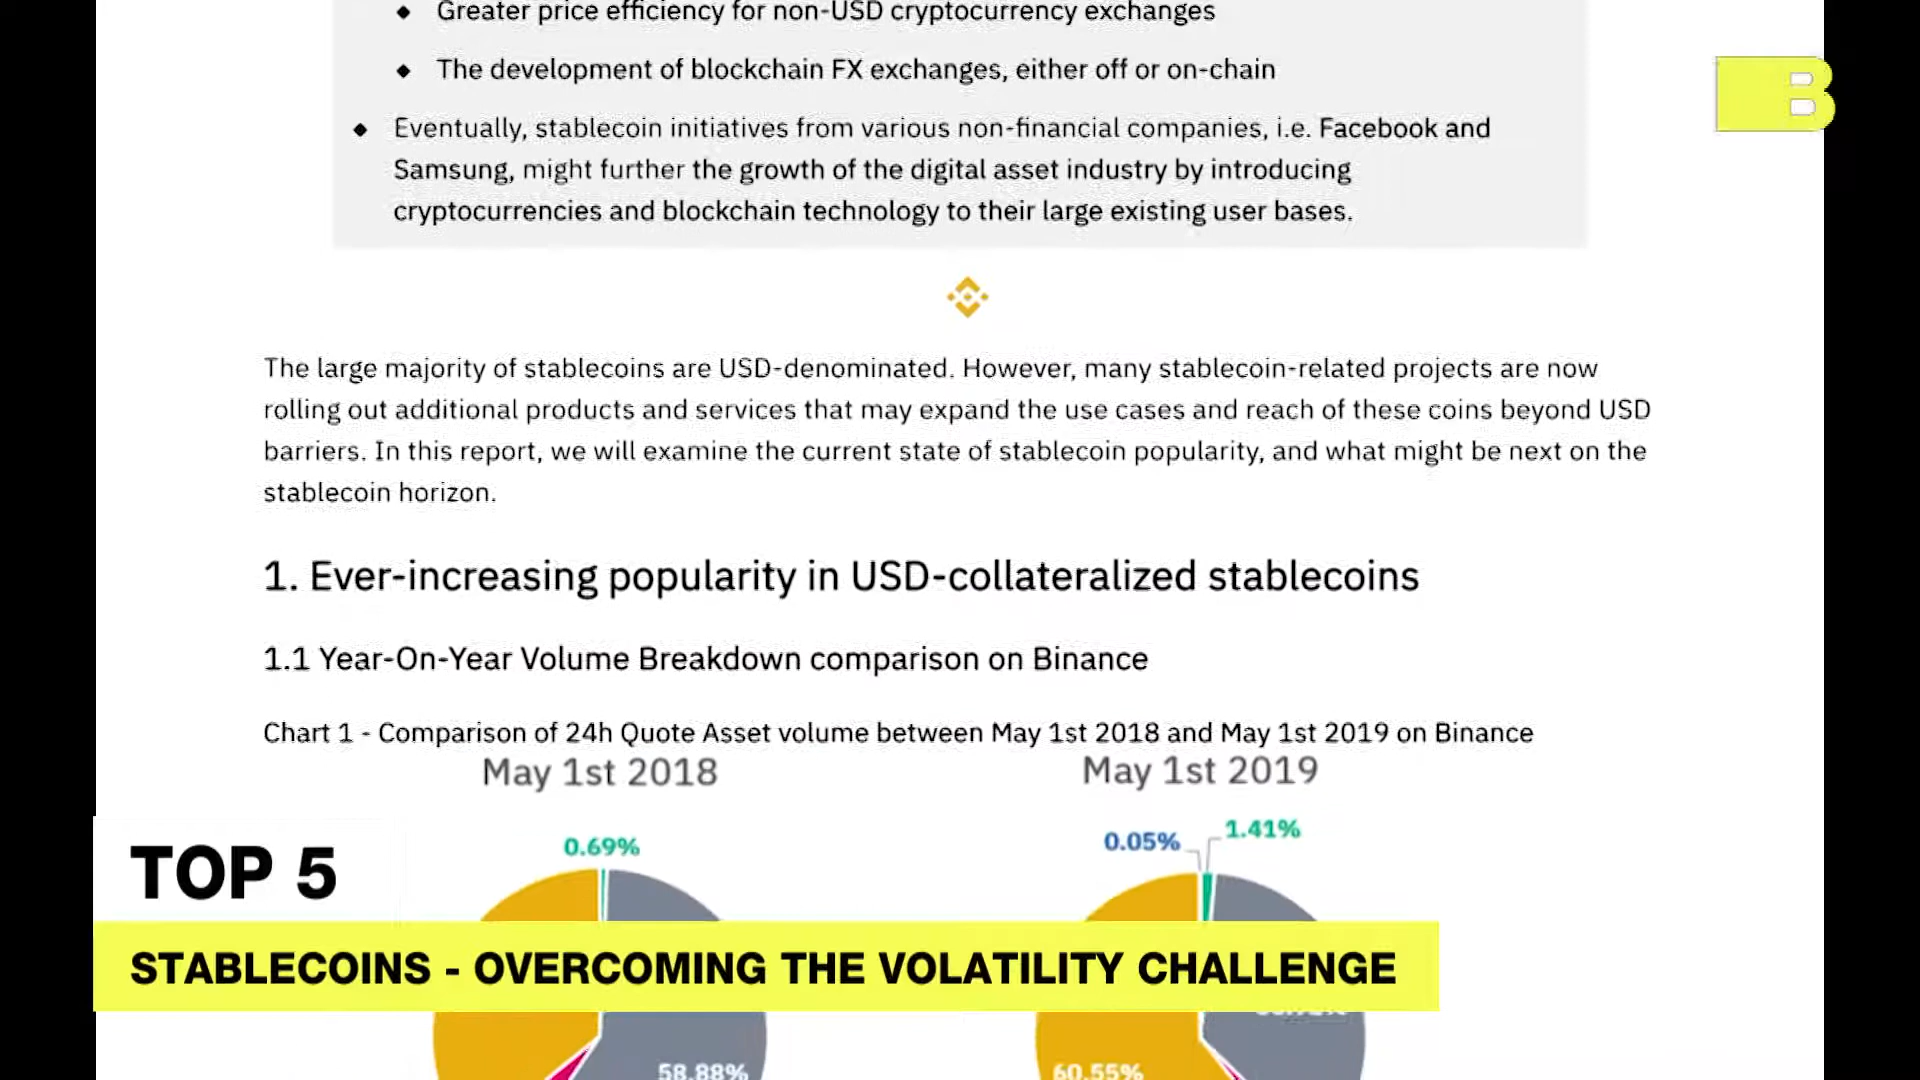 Greater price efficiency for non-USD cryptocurrency exchanges
The development of blockchain FX exchanges, either off or on-chain
Eventually, stablecoin initiatives from various non-financial companies, i.e. Facebook and
Samsung, might further the growth of the digital asset industry by introducing
cryptocurrencies and blockchain technology to their large existing user bases.
B
The large majority of stablecoins are USD-denominated. However, many stablecoin-related projects are now
rolling out additional products and services that may expand the use cases and reach of these coins beyond USD
barriers. In this report, we will examine the current state of stablecoin popularity, and what might be next on the
stablecoin horizon.
1. Ever-increasing popularity in USD-collateralized stablecoins
1.1 Year-On-Year Volume Breakdown comparison on Binance
Chart 1 - Comparison of 24h Quote Asset volume between May 1st 2018 and May 1st 2019 on Binance
May 1st 2018
May 1st 2019
0.69%
0.05%
1.41%
TOP 5
STABLECOINS - OVERCOMING THE VOLATILITY CHALLENGE
58.88%
60.55%